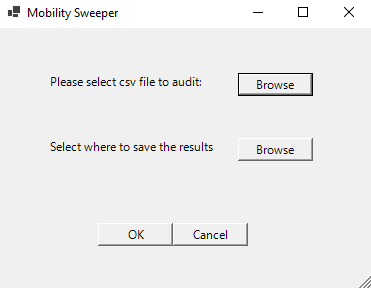 Mobility Sweeper
Please select csv file to audit: Browse
Select where to save the results Browse
OK Cancel